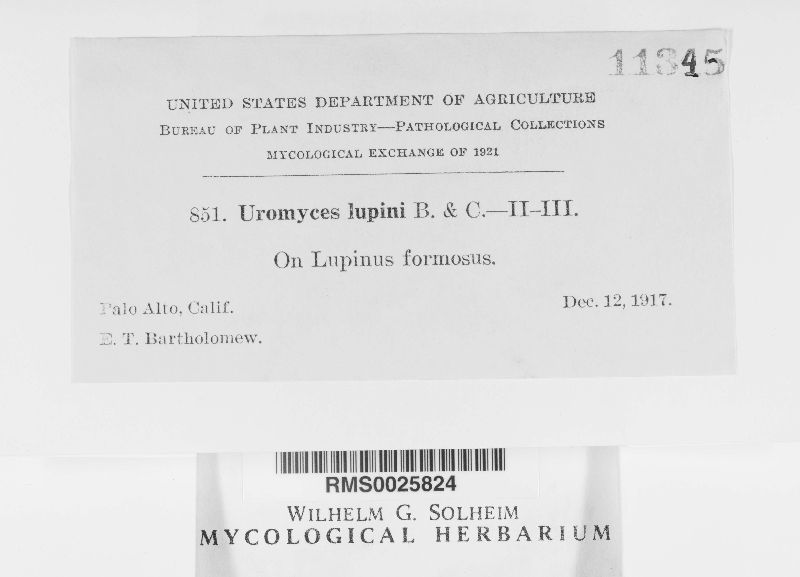 11345
UNITED STATES DEPARTMENT OF AGRICULTURE
BUREAU OF PLANT INDUSTRY—PATHOLOGICAL COLLECTIONS
MYCOLOGICAL EXCHANGE OF 1921
851. Uromyces lupini B. & C.—II–III.
On Lupinus formosus.
Palo Alto, Calif.
Dec. 12, 1917.
E. T. Bartholomew.
RMS0025824
WILHELM G. SOLHEIM
MYCOLOGICAL HERBARIUM